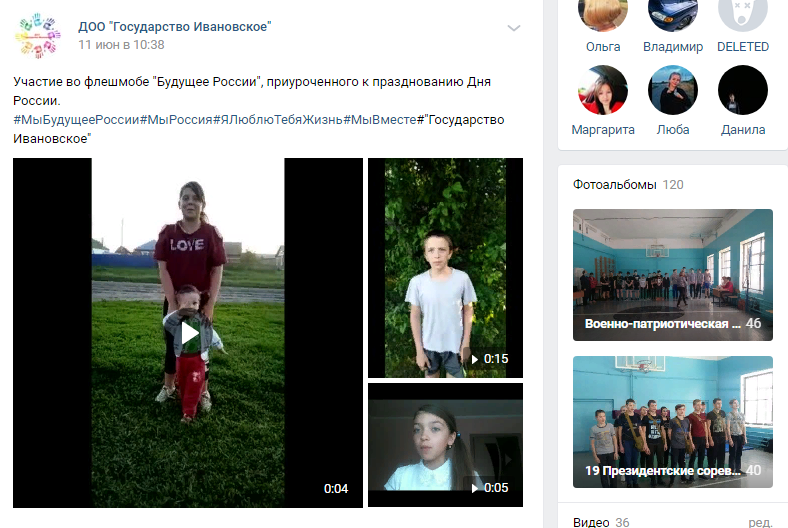 ДОО "Государство Ивановское"
11 июн в 10:38
Участие во флешмобе "Будущее России", приуроченного к празднованию Дня
России.
#МыБудущееРоссии#МыРоссия#ЯЛюблюТебяЖизнь#МыВместе#"Государство
Ивановское"
LOVE
0:04
0:15
0:05
Ольга Владимир DELETED
Маргарита Люба Данила
Фотоальбомы 120
Военно-патриотическая ... 46
19 Президентские сорев... 40
Видео 36 ред.